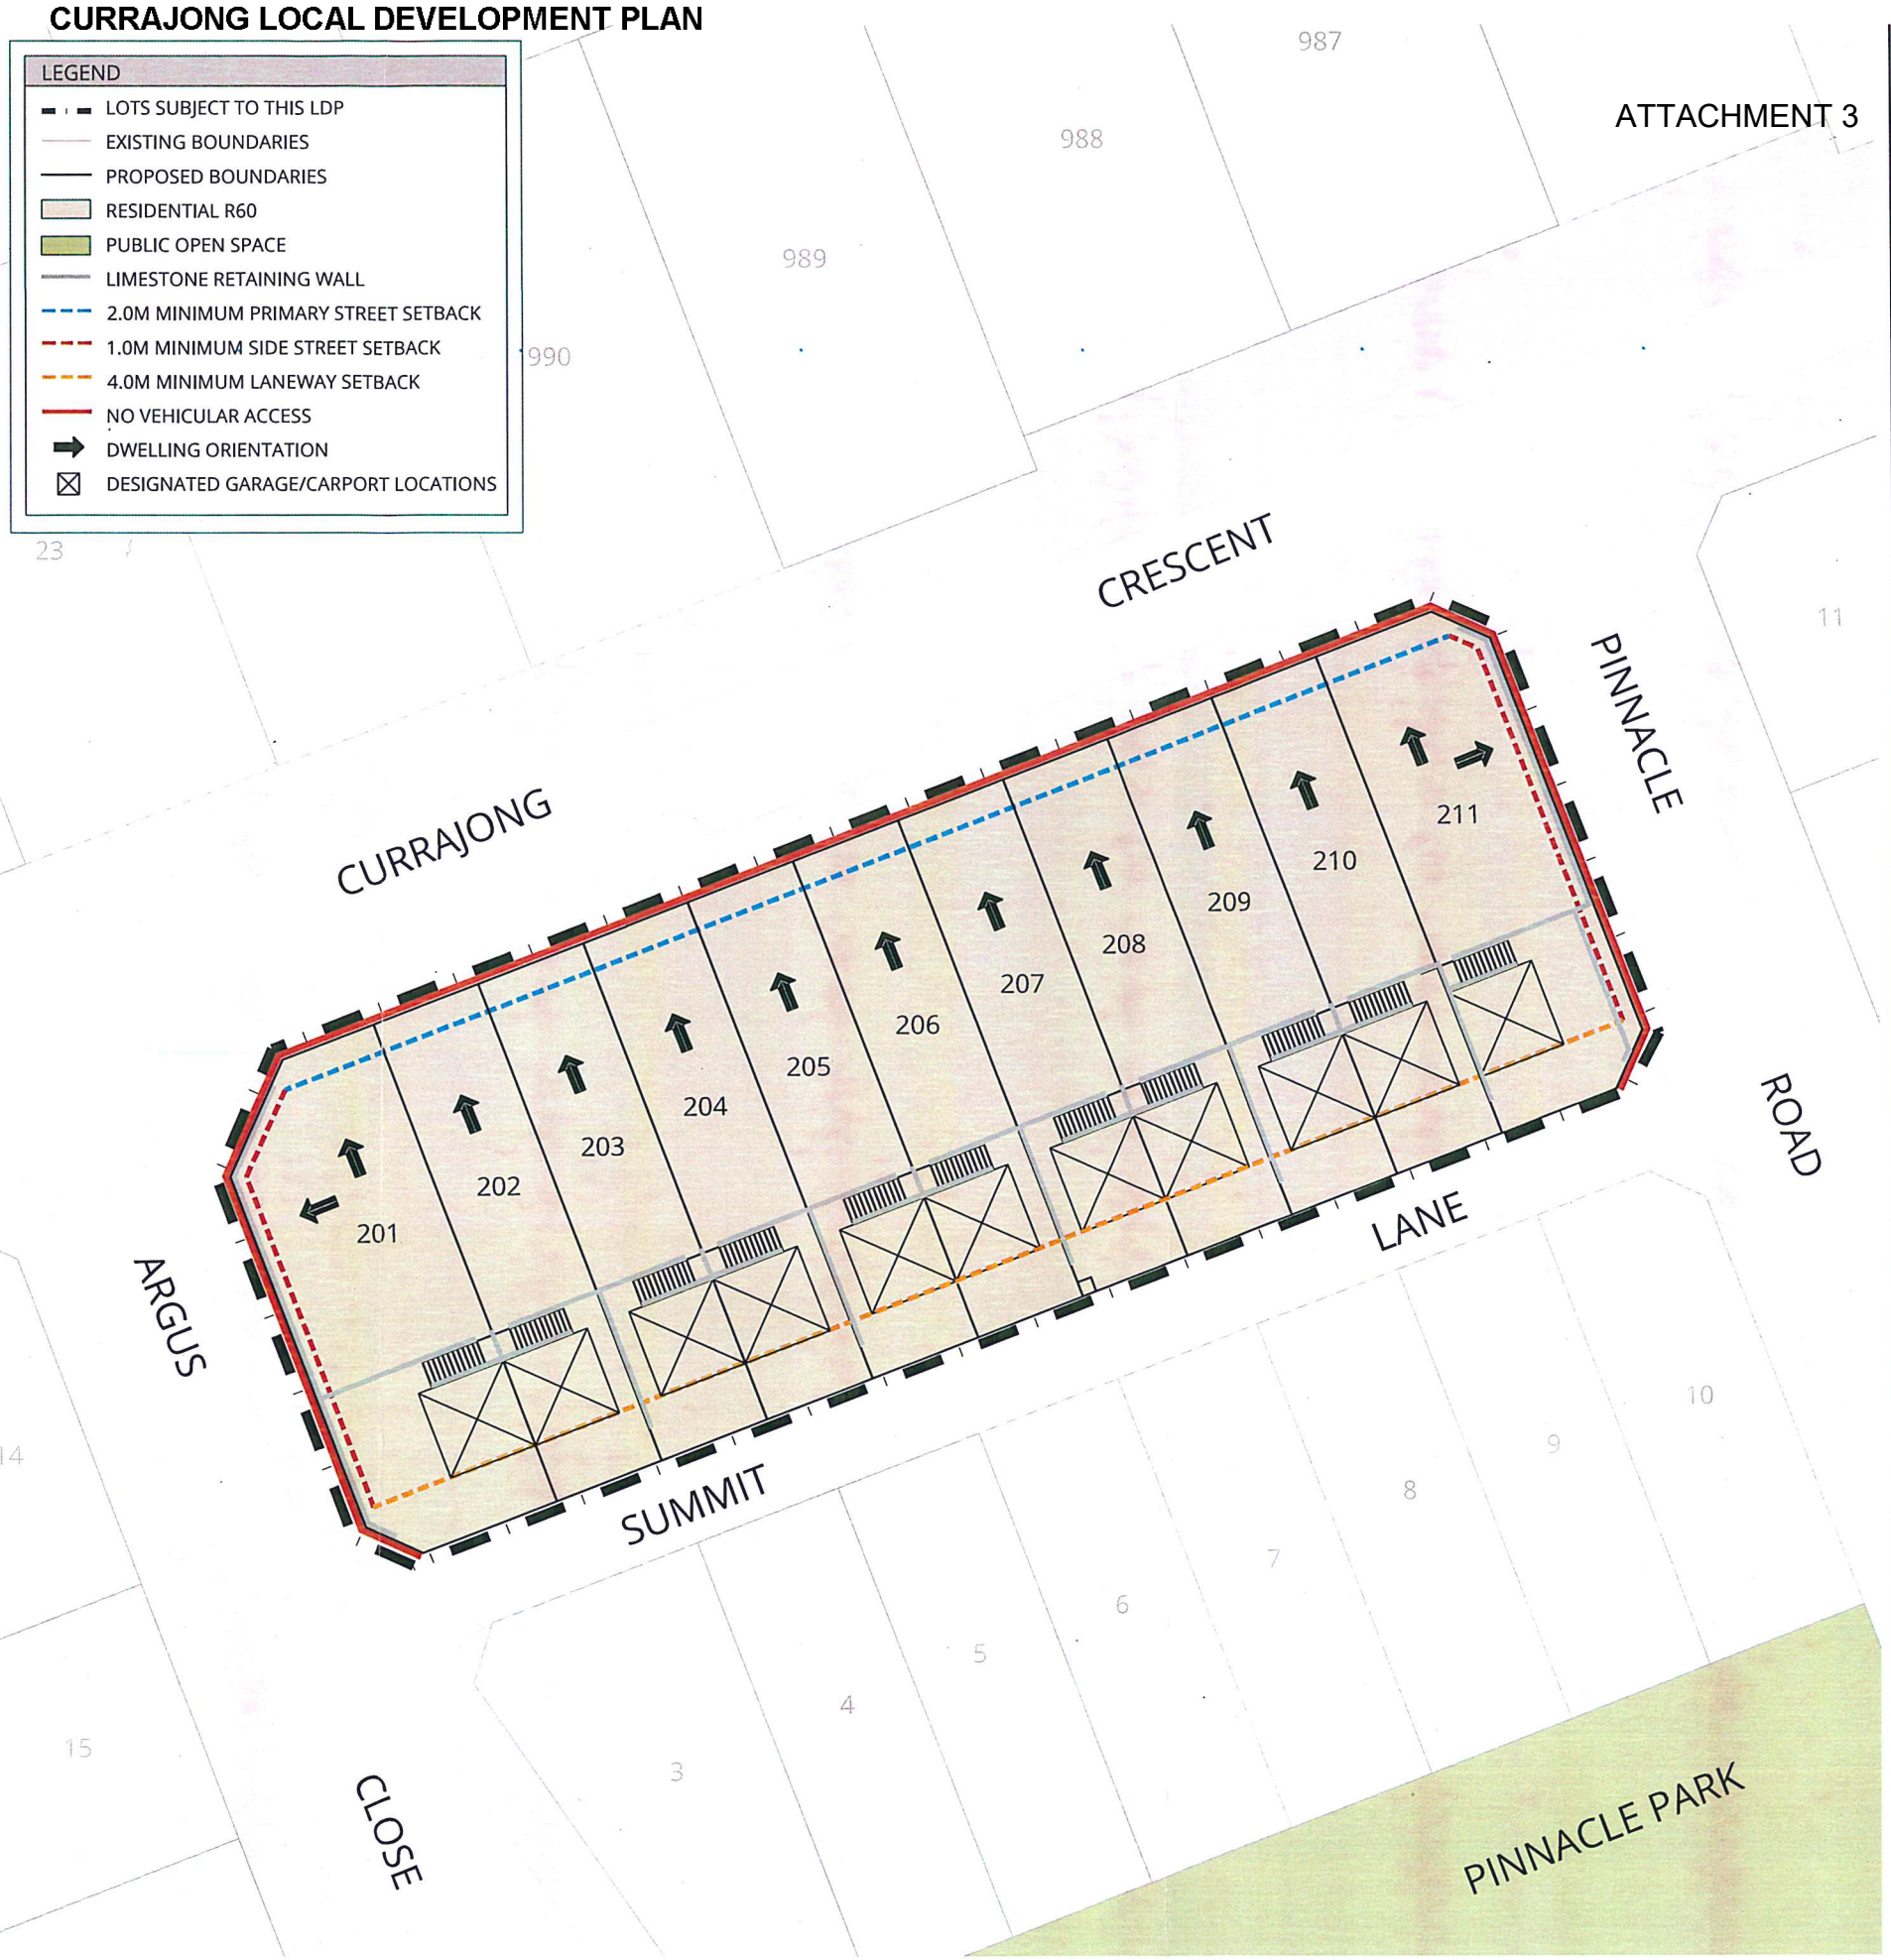 CURRAJONG LOCAL DEVELOPMENT PLAN
LEGEND
LOTS SUBJECT TO THIS LDP
EXISTING BOUNDARIES
PROPOSED BOUNDARIES
RESIDENTIAL R60
PUBLIC OPEN SPACE
LIMESTONE RETAINING WALL
2.0M MINIMUM PRIMARY STREET SETBACK
1.0M MINIMUM SIDE STREET SETBACK
4.0M MINIMUM LANEWAY SETBACK
NO VEHICULAR ACCESS
DWELLING ORIENTATION
DESIGNATED GARAGE/CARPORT LOCATIONS
ATTACHMENT 3
987
988
989
990
23
11
CURRAJONG
CRESCENT
PINNACLE
ROAD
201
202
203
204
205
206
207
208
209
210
211
ARGUS
CLOSE
SUMMIT
LANE
14
15
3
4
5
6
7
8
9
10
PINNACLE PARK